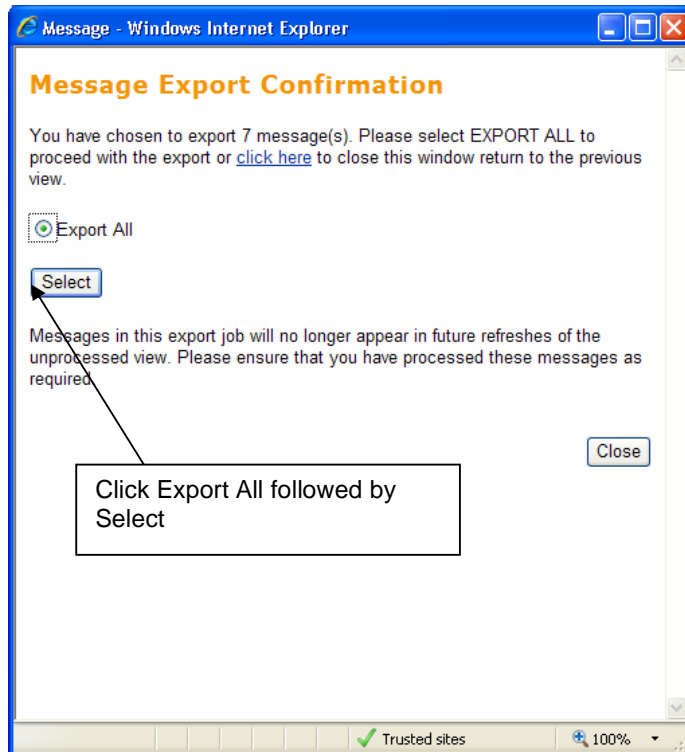 Message - Windows Internet Explorer
Message Export Confirmation
You have chosen to export 7 message(s). Please select EXPORT ALL to
proceed with the export or click here to close this window return to the previous
view.
Export All
Select
Messages in this export job will no longer appear in future refreshes of the
unprocessed view. Please ensure that you have processed these messages as
required.
Close
Click Export All followed by
Select
Trusted sites
100%